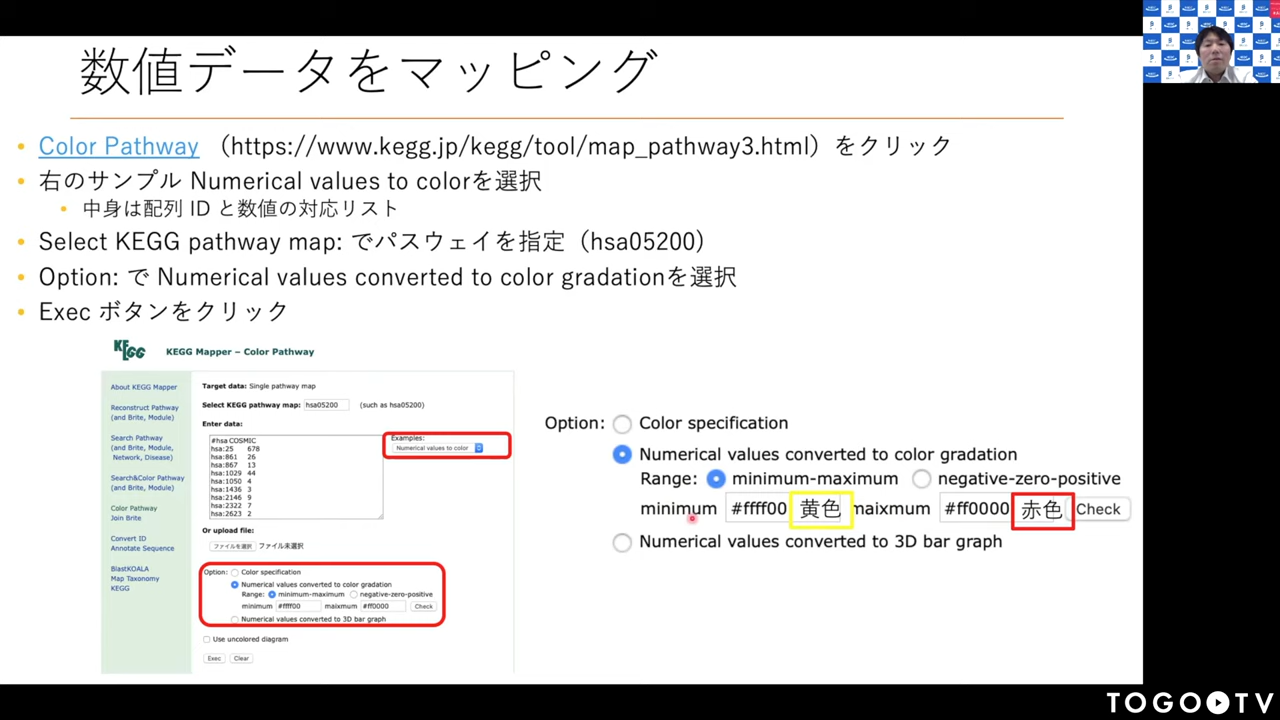 数値データをマッピング
• Color Pathway （https://www.kegg.jp/kegg/tool/map_pathway3.html）をクリック
• 右のサンプル Numerical values to colorを選択
• 中身は配列 ID と数値の対応リスト
• Select KEGG pathway map: でパスウェイを指定（hsa05200）
• Option: で Numerical values converted to color gradationを選択
• Exec ボタンをクリック
KEGG
KEGG Mapper – Color Pathway
About KEGG Mapper
Reconstruct Pathway
(and Brite, Module)
Search Pathway
(and Brite, Module,
Network, Disease)
Search&Color Pathway
(and Brite, Module)
Color Pathway
Join Brite
Convert ID
Annotate Sequence
BlastKOALA
Map Taxonomy
KEGG
Target data: Single pathway map
Select KEGG pathway map: hsa05200 (such as hsa05200)
Enter data:
#hsa COSMIC
hsa:25 678
hsa:861 26
hsa:867 13
hsa:1029 44
hsa:1050 4
hsa:1436 3
hsa:2146 9
hsa:2322 7
hsa:2623 2
Examples:
Numerical values to color
Or upload file:
ファイルを選択 ファイル未選択
Option: Color specification
Numerical values converted to color gradation
Range: minimum-maximum negative-zero-positive
minimum #ffff00 maixmum #ff0000 Check
Numerical values converted to 3D bar graph
Use uncolored diagram
Exec Clear
Option: Color specification
Numerical values converted to color gradation
Range: minimum-maximum negative-zero-positive
minimum #ffff00 黄色 maixmum #ff0000 赤色 Check
Numerical values converted to 3D bar graph
TOGO TV